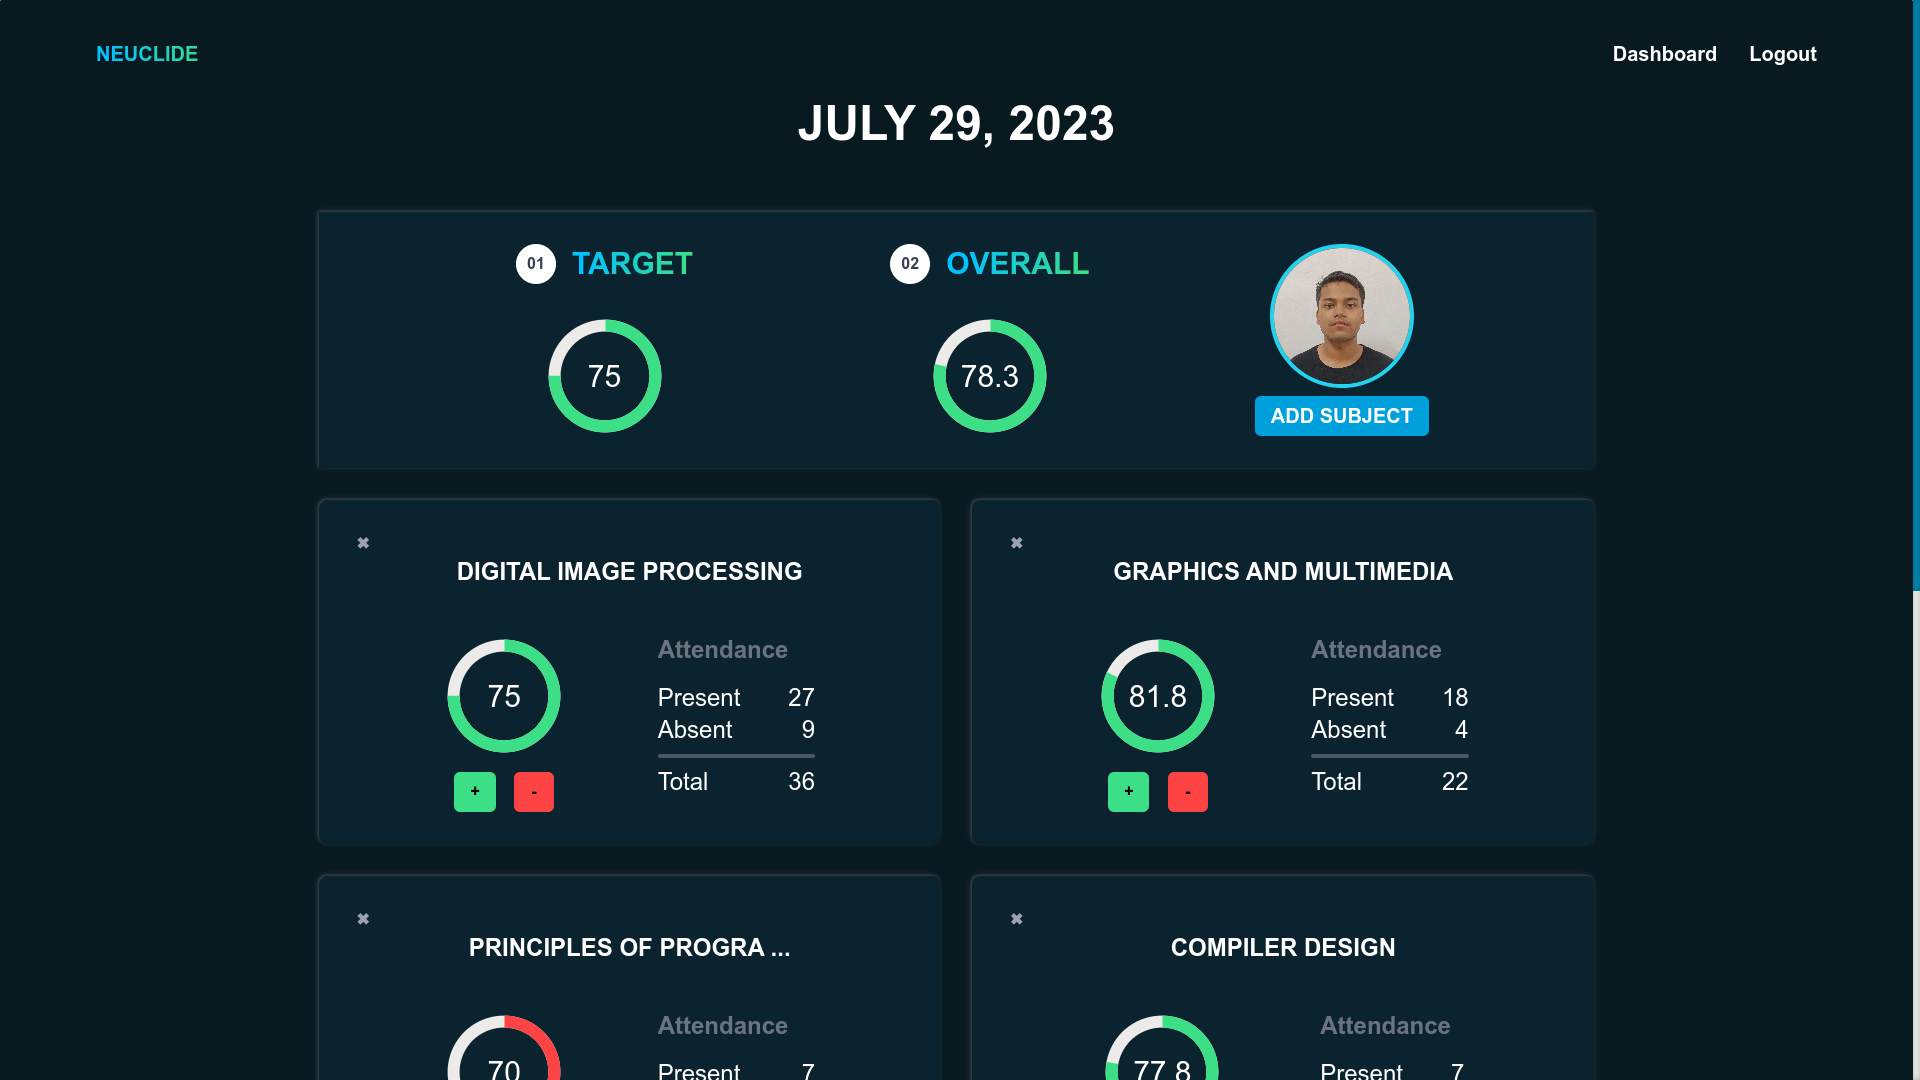 NEUCLIDE
Dashboard Logout
JULY 29, 2023
01 TARGET
75
02 OVERALL
78.3
ADD SUBJECT
✖
DIGITAL IMAGE PROCESSING
75
+ -
Attendance
Present 27
Absent 9
Total 36
✖
GRAPHICS AND MULTIMEDIA
81.8
+ -
Attendance
Present 18
Absent 4
Total 22
✖
PRINCIPLES OF PROGRA ...
70
Attendance
Present 7
✖
COMPILER DESIGN
77.8
Attendance
Present 7